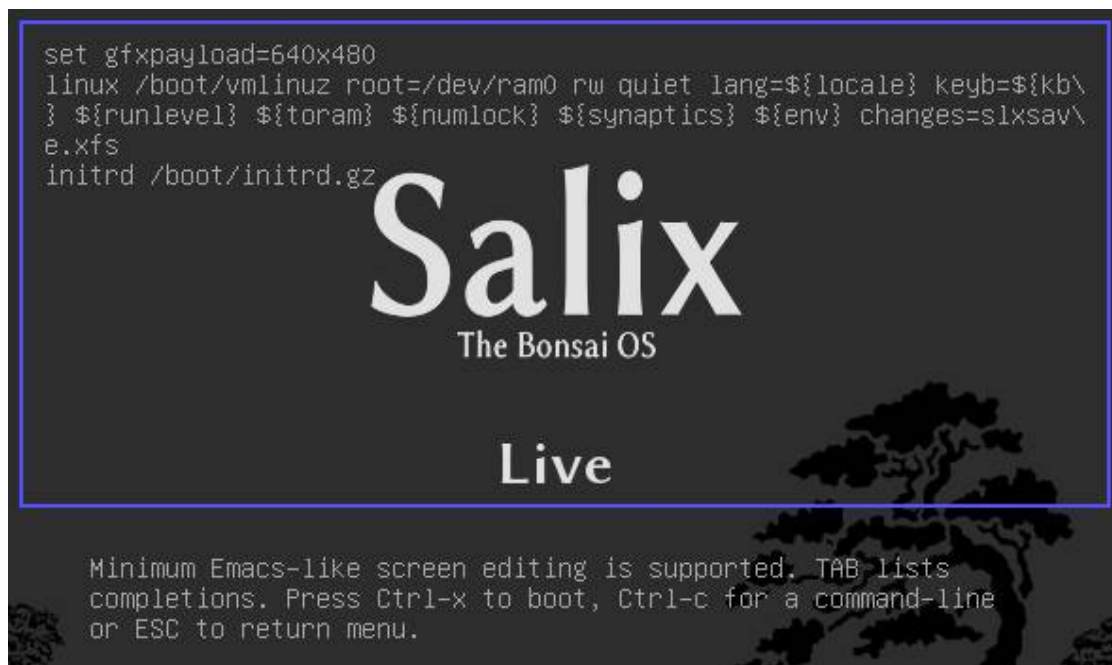 set gfxpayload=640x480
linux /boot/vmlinuz root=/dev/ram0 rw quiet lang=${locale} keyb=${kb\
} ${runlevel} ${toram} ${numlock} ${synaptics} ${env} changes=slxsav\
e.xfs
initrd /boot/initrd.gz
Salix
The Bonsai OS
Live
Minimum Emacs-like screen editing is supported. TAB lists
completions. Press Ctrl-x to boot, Ctrl-c for a command-line
or ESC to return menu.